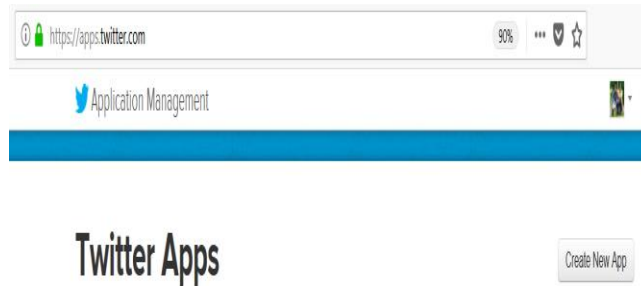 https://apps.twitter.com 90%
Application Management
Twitter Apps
Create New App